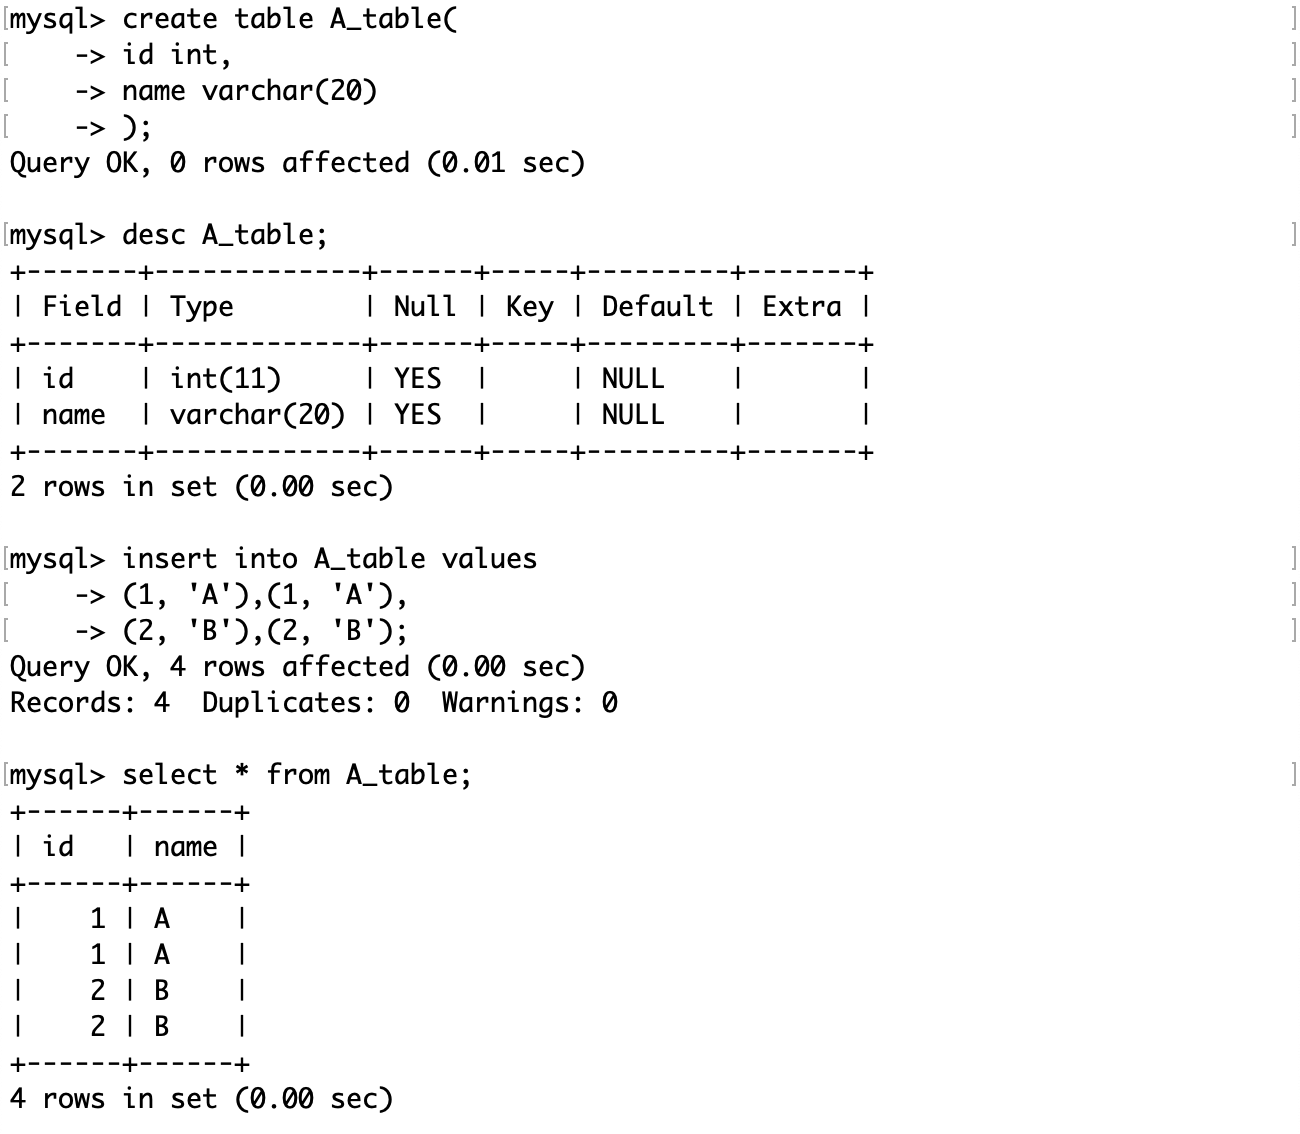 [mysql> create table A_table( ]
[    -> id int, ]
[    -> name varchar(20) ]
[    -> ); ]
Query OK, 0 rows affected (0.01 sec)
[mysql> desc A_table; ]
+-------+-------------+------+-----+---------+-------+
| Field | Type        | Null | Key | Default | Extra |
+-------+-------------+------+-----+---------+-------+
| id    | int(11)     | YES  |     | NULL    |       |
| name  | varchar(20) | YES  |     | NULL    |       |
+-------+-------------+------+-----+---------+-------+
2 rows in set (0.00 sec)
[mysql> insert into A_table values ]
[    -> (1, 'A'),(1, 'A'), ]
[    -> (2, 'B'),(2, 'B'); ]
Query OK, 4 rows affected (0.00 sec)
Records: 4  Duplicates: 0  Warnings: 0
[mysql> select * from A_table; ]
+------+------+
| id   | name |
+------+------+
|    1 | A    |
|    1 | A    |
|    2 | B    |
|    2 | B    |
+------+------+
4 rows in set (0.00 sec)